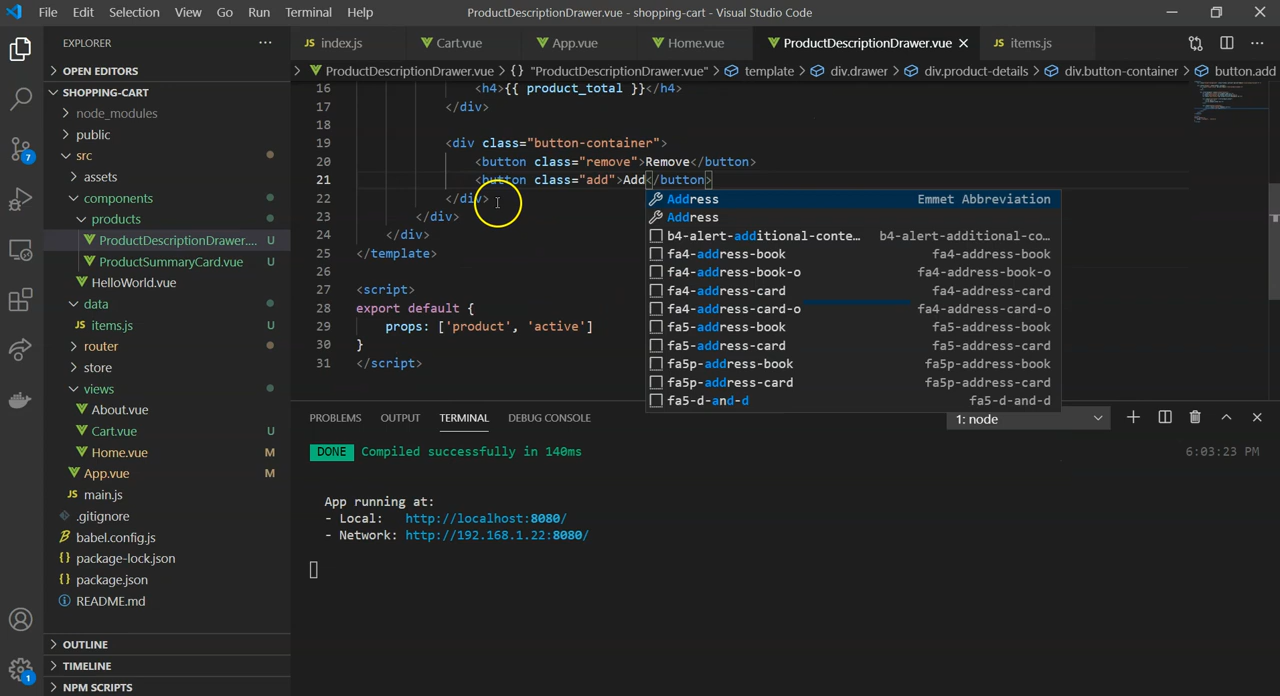 File Edit Selection View Go Run Terminal Help ProductDescriptionDrawer.vue - shopping-cart - Visual Studio Code
EXPLORER
JS index.js
Cart.vue
App.vue
Home.vue
ProductDescriptionDrawer.vue
JS items.js
OPEN EDITORS
ProductDescriptionDrawer.vue > {} "ProductDescriptionDrawer.vue" > template > div.drawer > div.product-details > div.button-container > button.add
SHOPPING-CART
node_modules
public
src
assets
components
products
ProductDescriptionDrawer.... U
ProductSummaryCard.vue U
HelloWorld.vue
data
JS items.js U
router
store
views
About.vue
Cart.vue U
Home.vue M
App.vue M
JS main.js
.gitignore
babel.config.js
package-lock.json
package.json
README.md
OUTLINE
TIMELINE
NPM SCRIPTS
7
1
16 <h4>{{ product_total }}</h4>
17 </div>
18
19 <div class="button-container">
20 <button class="remove">Remove</button>
21 <button class="add">Add</button>
22 </div>
23 </div>
24 </div>
25 </template>
26
27 <script>
28 export default {
29 props: ['product', 'active']
30 }
31 </script>
Address Emmet Abbreviation
Address
b4-alert-additional-conte… b4-alert-additional-co…
fa4-address-book fa4-address-book
fa4-address-book-o fa4-address-book-o
fa4-address-card fa4-address-card
fa4-address-card-o fa4-address-card-o
fa5-address-book fa5-address-book
fa5-address-card fa5-address-card
fa5p-address-book fa5p-address-book
fa5p-address-card fa5p-address-card
fa5-d-and-d fa5-d-and-d
PROBLEMS OUTPUT TERMINAL DEBUG CONSOLE 1: node
DONE Compiled successfully in 140ms 6:03:23 PM
App running at:
- Local: http://localhost:8080/
- Network: http://192.168.1.22:8080/